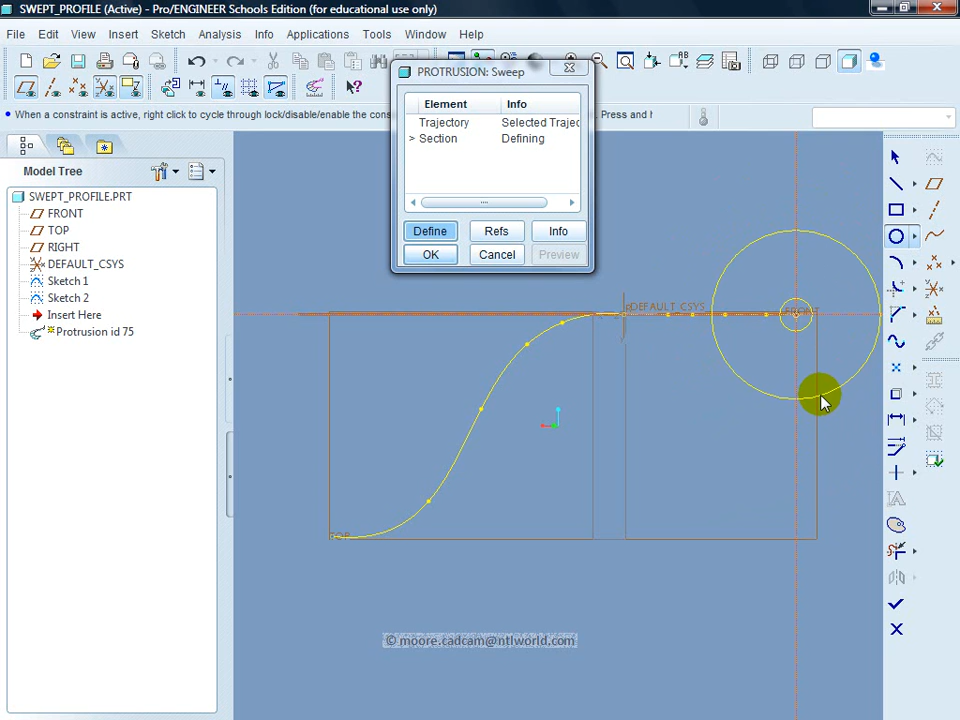 SWEPT_PROFILE (Active) - Pro/ENGINEER Schools Edition (for educational use only)
File Edit View Insert Sketch Analysis Info Applications Tools Window Help
PROTRUSION: Sweep
When a constraint is active, right click to cycle through lock/disable/enable the cons
Press and h
Element Info
Trajectory Selected Trajec
> Section Defining
Model Tree
SWEPT_PROFILE.PRT
FRONT
TOP
RIGHT
DEFAULT_CSYS
Sketch 1
Sketch 2
Insert Here
Protrusion id 75
Define Refs Info
OK Cancel Preview
DEFAULT_CSYS
© moore.cadcam@ntlworld.com